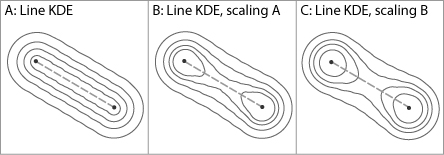 A: Line KDE
B: Line KDE, scaling A
C: Line KDE, scaling B